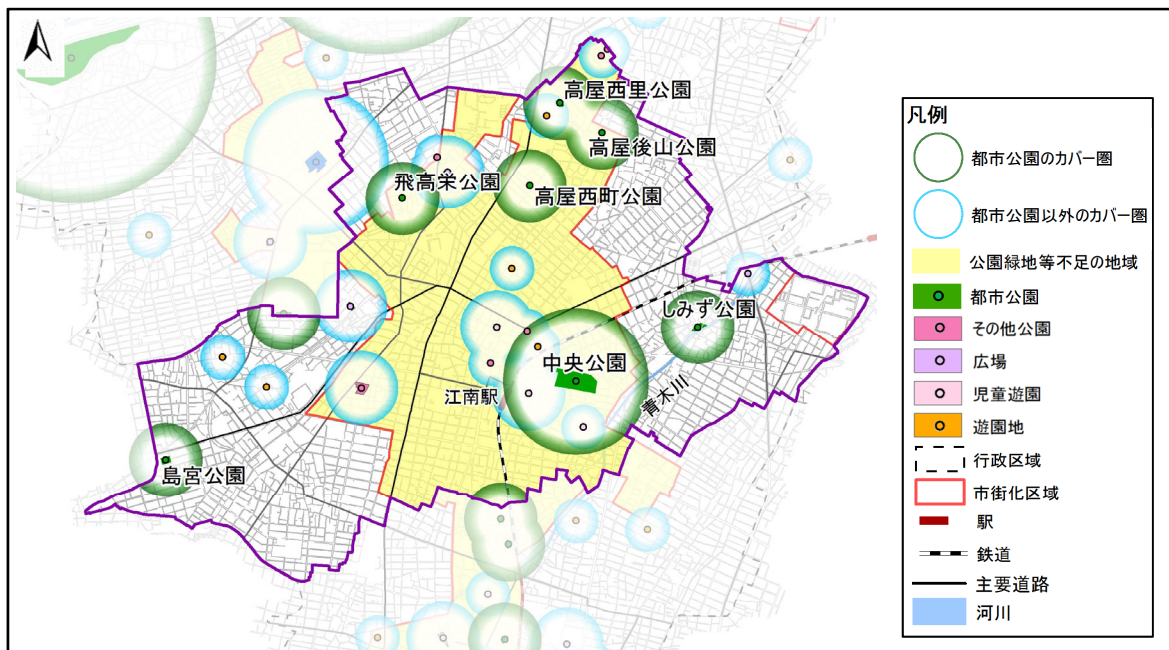 高屋西里公園
高屋後山公園
飛高栄公園
高屋西町公園
しみず公園
中央公園
江南駅
青木川
島宮公園
凡例
都市公園のカバー圏
都市公園以外のカバー圏
公園緑地等不足の地域
都市公園
その他公園
広場
児童遊園
遊園地
行政区域
市街化区域
駅
鉄道
主要道路
河川